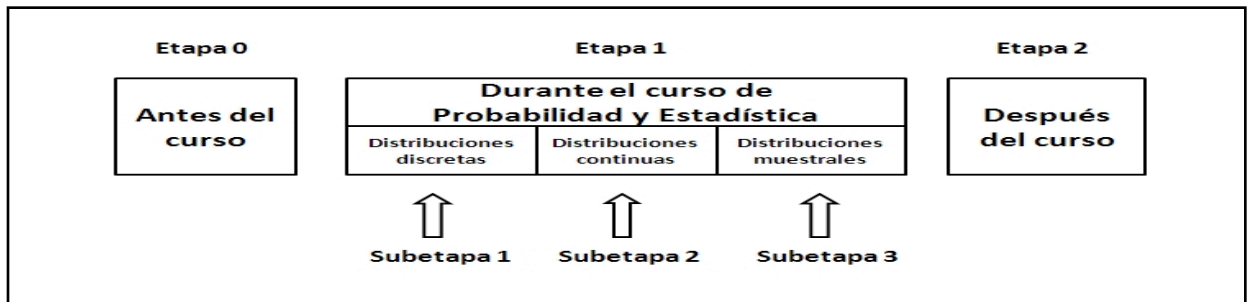 Etapa 0
Etapa 1
Etapa 2
Antes del
curso
Durante el curso de
Probabilidad y Estadística
Distribuciones
discretas
Distribuciones
continuas
Distribuciones
muestrales
Después
del curso
Subetapa 1
Subetapa 2
Subetapa 3